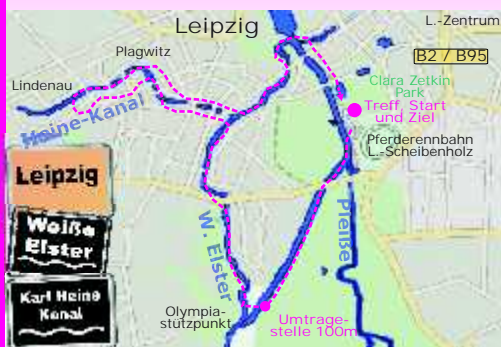 Leipzig
L.-Zentrum
Plagwitz
B2 / B95
Lindenau
Clara Zetkin
Park
Treff, Start
und Ziel
Heine-Kanal
Pferderennbahn
L.-Scheibenholz
Leipzig
Weiße
Elster
W. Elster
Pleiße
Karl Heine
Kanal
Olympia-
stützpunkt
Umtrage-
stelle 100m